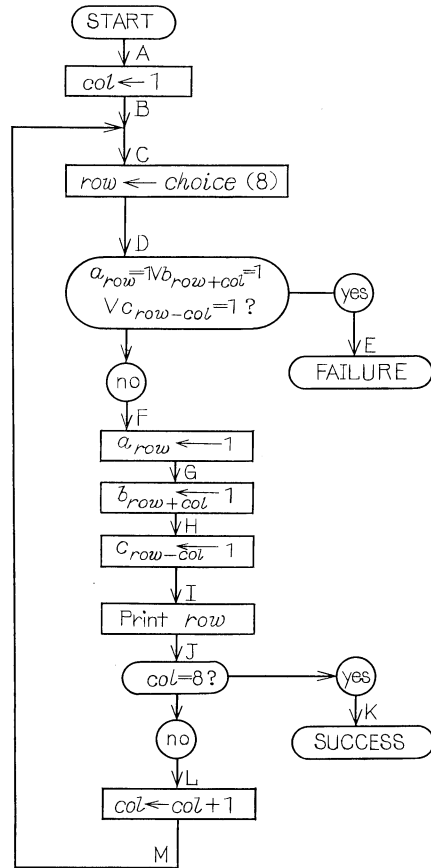 START
A
col ← 1
B
C
row ← choice (8)
D
a_row=1∨b_row+col=1
∨c_row-col=1 ?
yes
E
FAILURE
no
F
a_row ← 1
G
b_row+col ← 1
H
c_row-col ← 1
I
Print row
J
col=8?
yes
K
SUCCESS
no
L
col←col+1
M